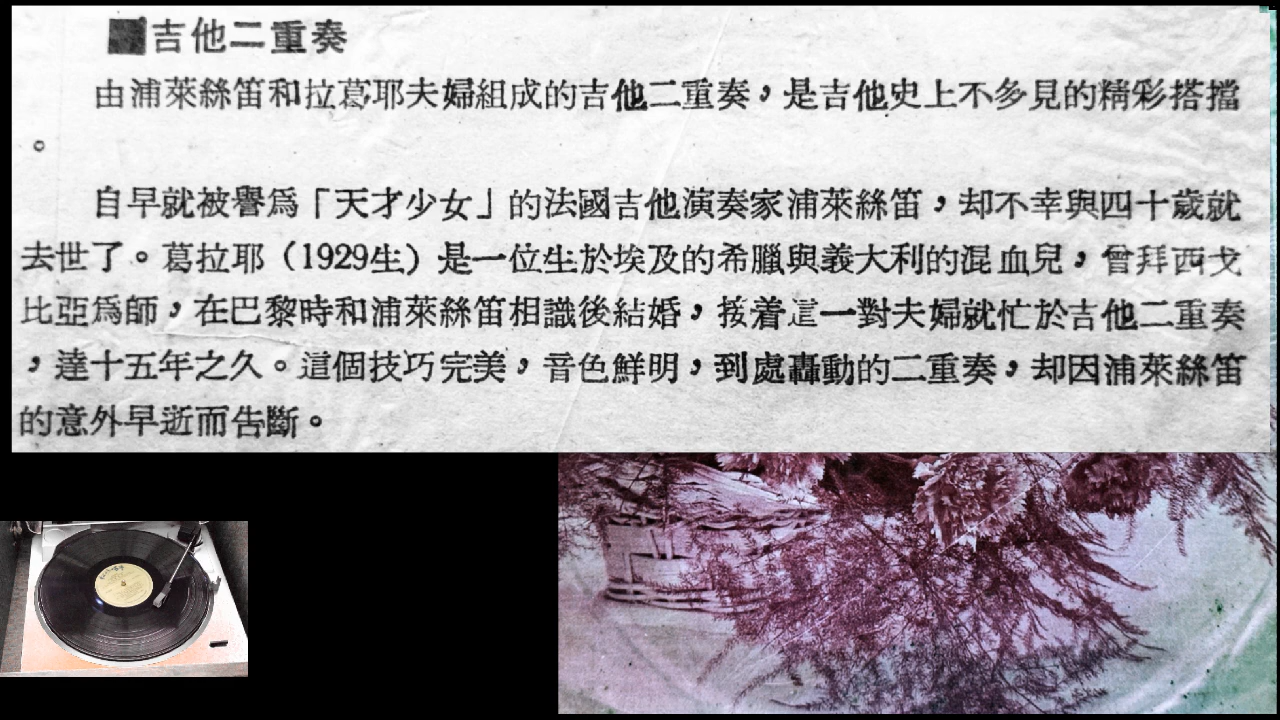 ■吉他二重奏
由浦萊絲笛和拉葛耶夫婦組成的吉他二重奏，是吉他史上不多見的精彩搭擋
。
自早就被譽爲「天才少女」的法國吉他演奏家浦萊絲笛，却不幸與四十歲就
去世了。葛拉耶（1929生）是一位生於埃及的希臘與義大利的混血兒，曾拜西戈
比亞爲師，在巴黎時和浦萊絲笛相識後結婚，接着這一對夫婦就忙於吉他二重奏
，達十五年之久。這個技巧完美，音色鮮明，到處轟動的二重奏，却因浦萊絲笛
的意外早逝而告斷。